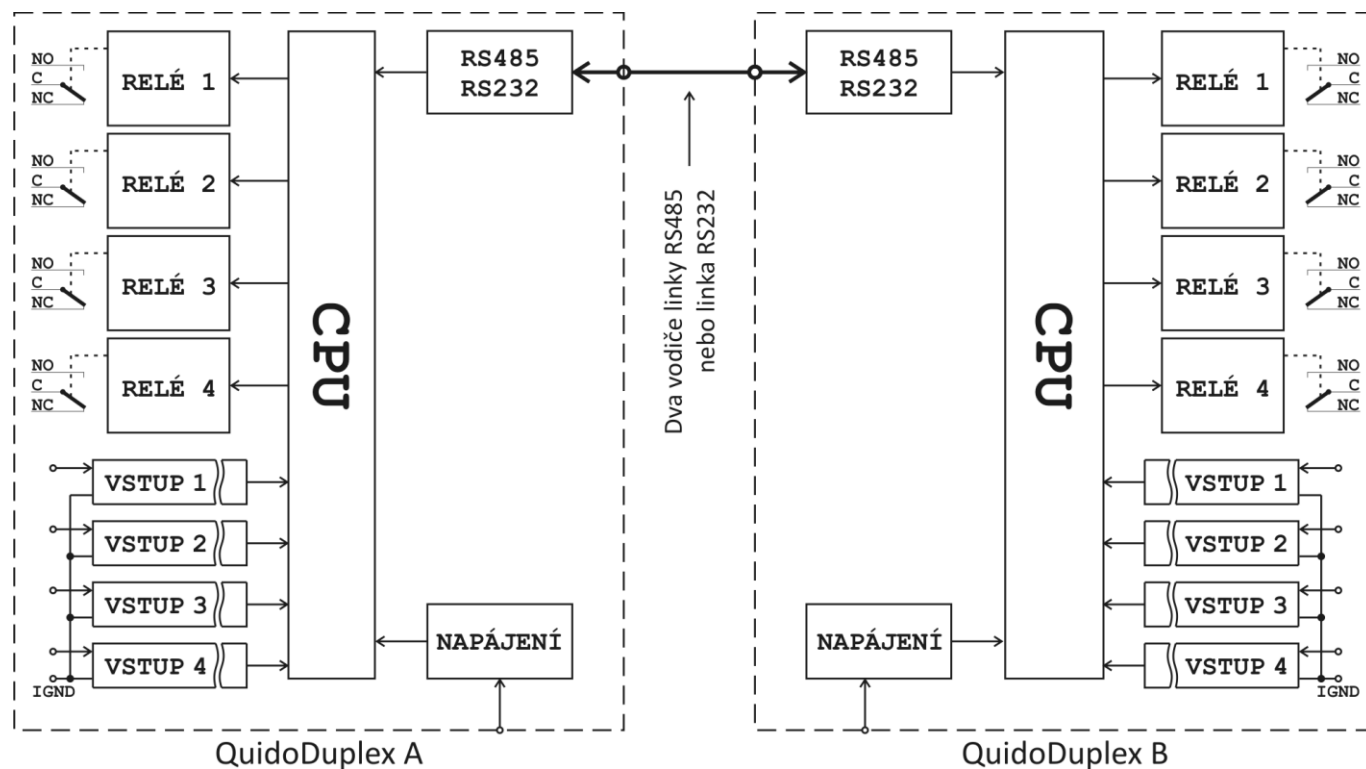 NO
C
NC
RELÉ 1
NO
C
NC
RELÉ 2
NO
C
NC
RELÉ 3
NO
C
NC
RELÉ 4
VSTUP 1
VSTUP 2
VSTUP 3
VSTUP 4
IGND
CPU
RS485
RS232
NAPÁJENÍ
QuidoDuplex A
Dva vodiče linky RS485
nebo linka RS232
RS485
RS232
NAPÁJENÍ
CPU
RELÉ 1
NO
C
NC
RELÉ 2
NO
C
NC
RELÉ 3
NO
C
NC
RELÉ 4
NO
C
NC
VSTUP 1
VSTUP 2
VSTUP 3
VSTUP 4
IGND
QuidoDuplex B